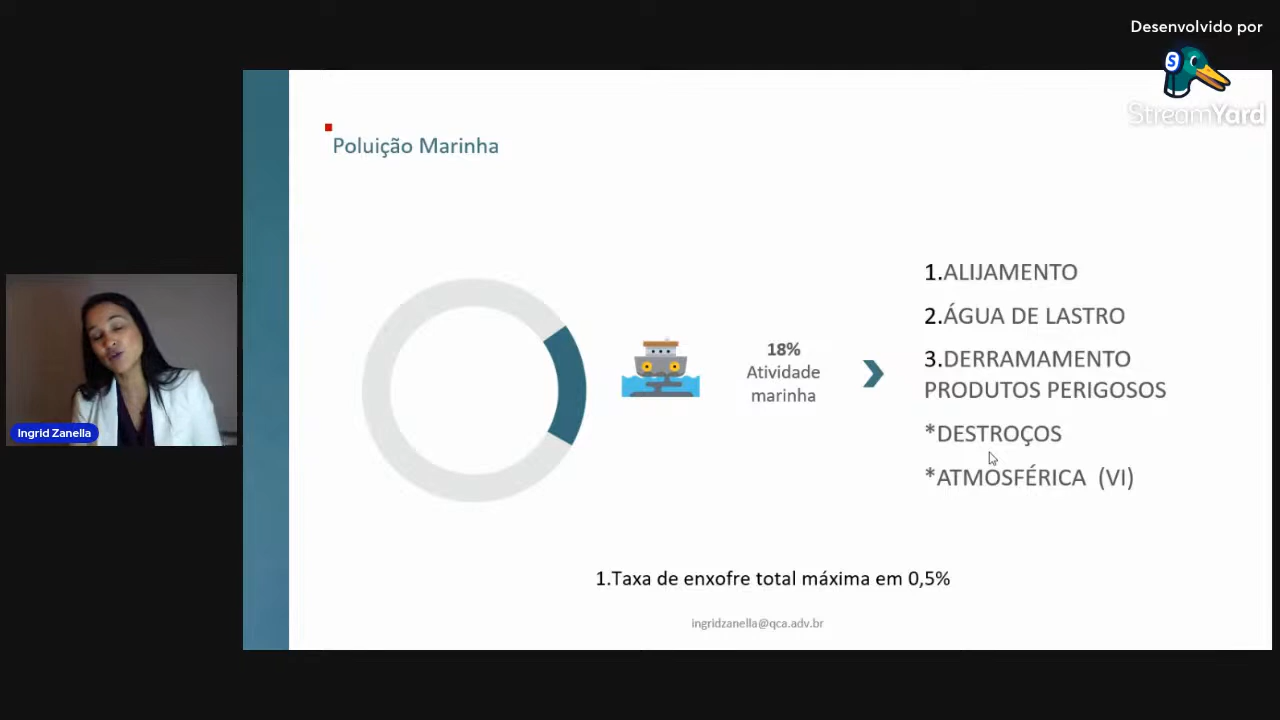 Desenvolvido por
S
StreamYard
Poluição Marinha
1.ALIJAMENTO
2.ÁGUA DE LASTRO
3.DERRAMAMENTO
PRODUTOS PERIGOSOS
*DESTROÇOS
*ATMOSFÉRICA (VI)
18%
Atividade
marinha
Ingrid Zanella
1.Taxa de enxofre total máxima em 0,5%
ingridzanella@qca.adv.br